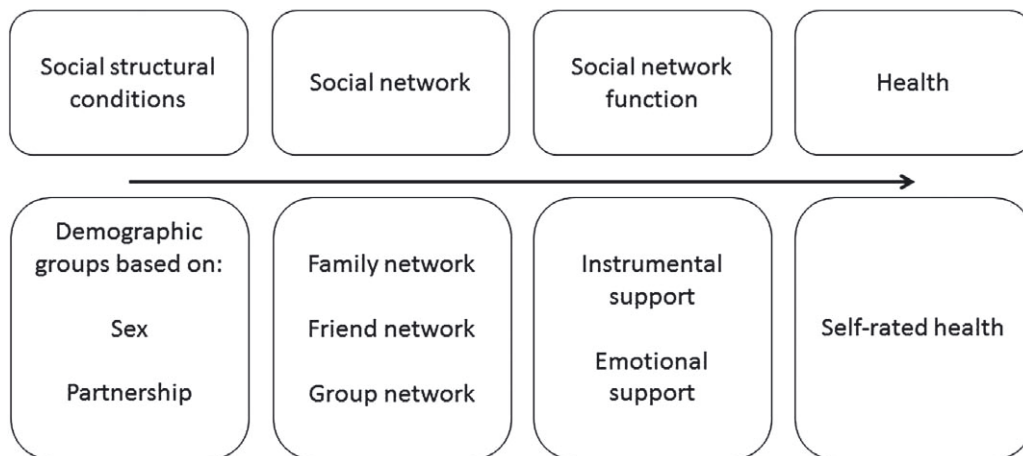 Social structural
conditions
Social network
Social network
function
Health
Demographic
groups based on:
Sex
Partnership
Family network
Friend network
Group network
Instrumental
support
Emotional
support
Self-rated health